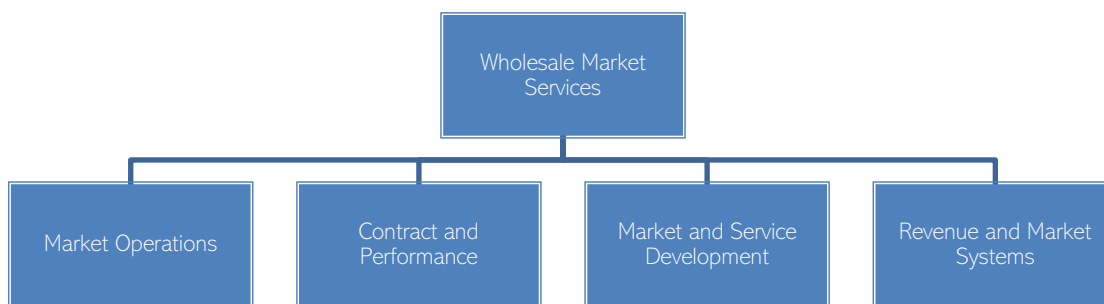 Wholesale Market
Services
Market Operations
Contract and
Performance
Market and Service
Development
Revenue and Market
Systems